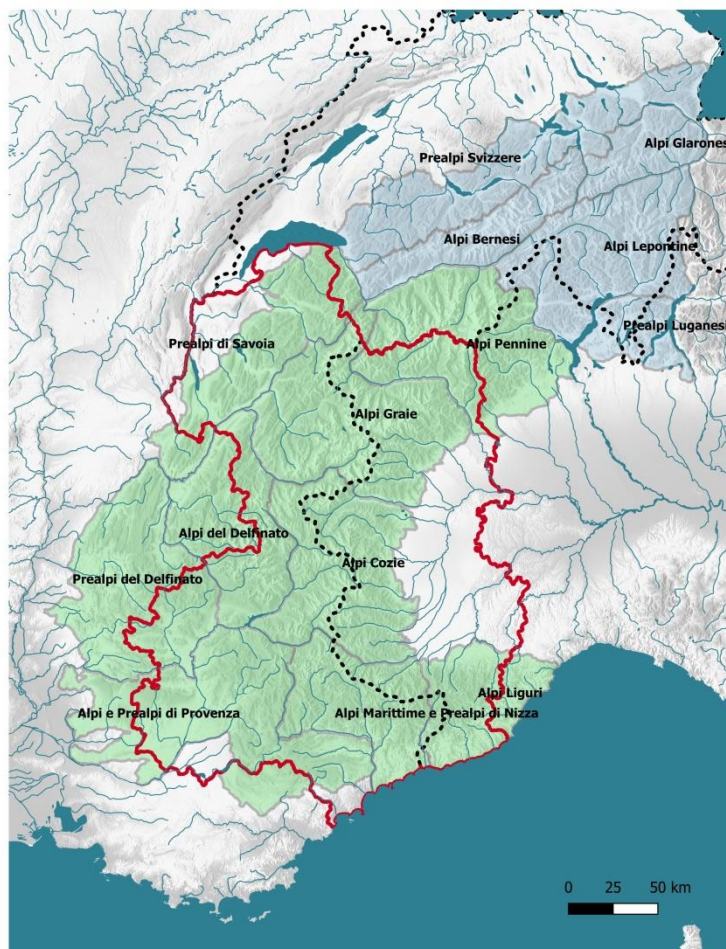 Alpi Glaronesi
Prealpi Svizzere
Alpi Bernesi
Alpi Lepontine
Prealpi Luganesi
Prealpi di Savoia
Alpi Pennine
Alpi Graie
Alpi del Delfinato
Alpi Cozie
Prealpi del Delfinato
Alpi Liguri
Alpi e Prealpi di Provenza
Alpi Marittime e Prealpi di Nizza
0 25 50 km